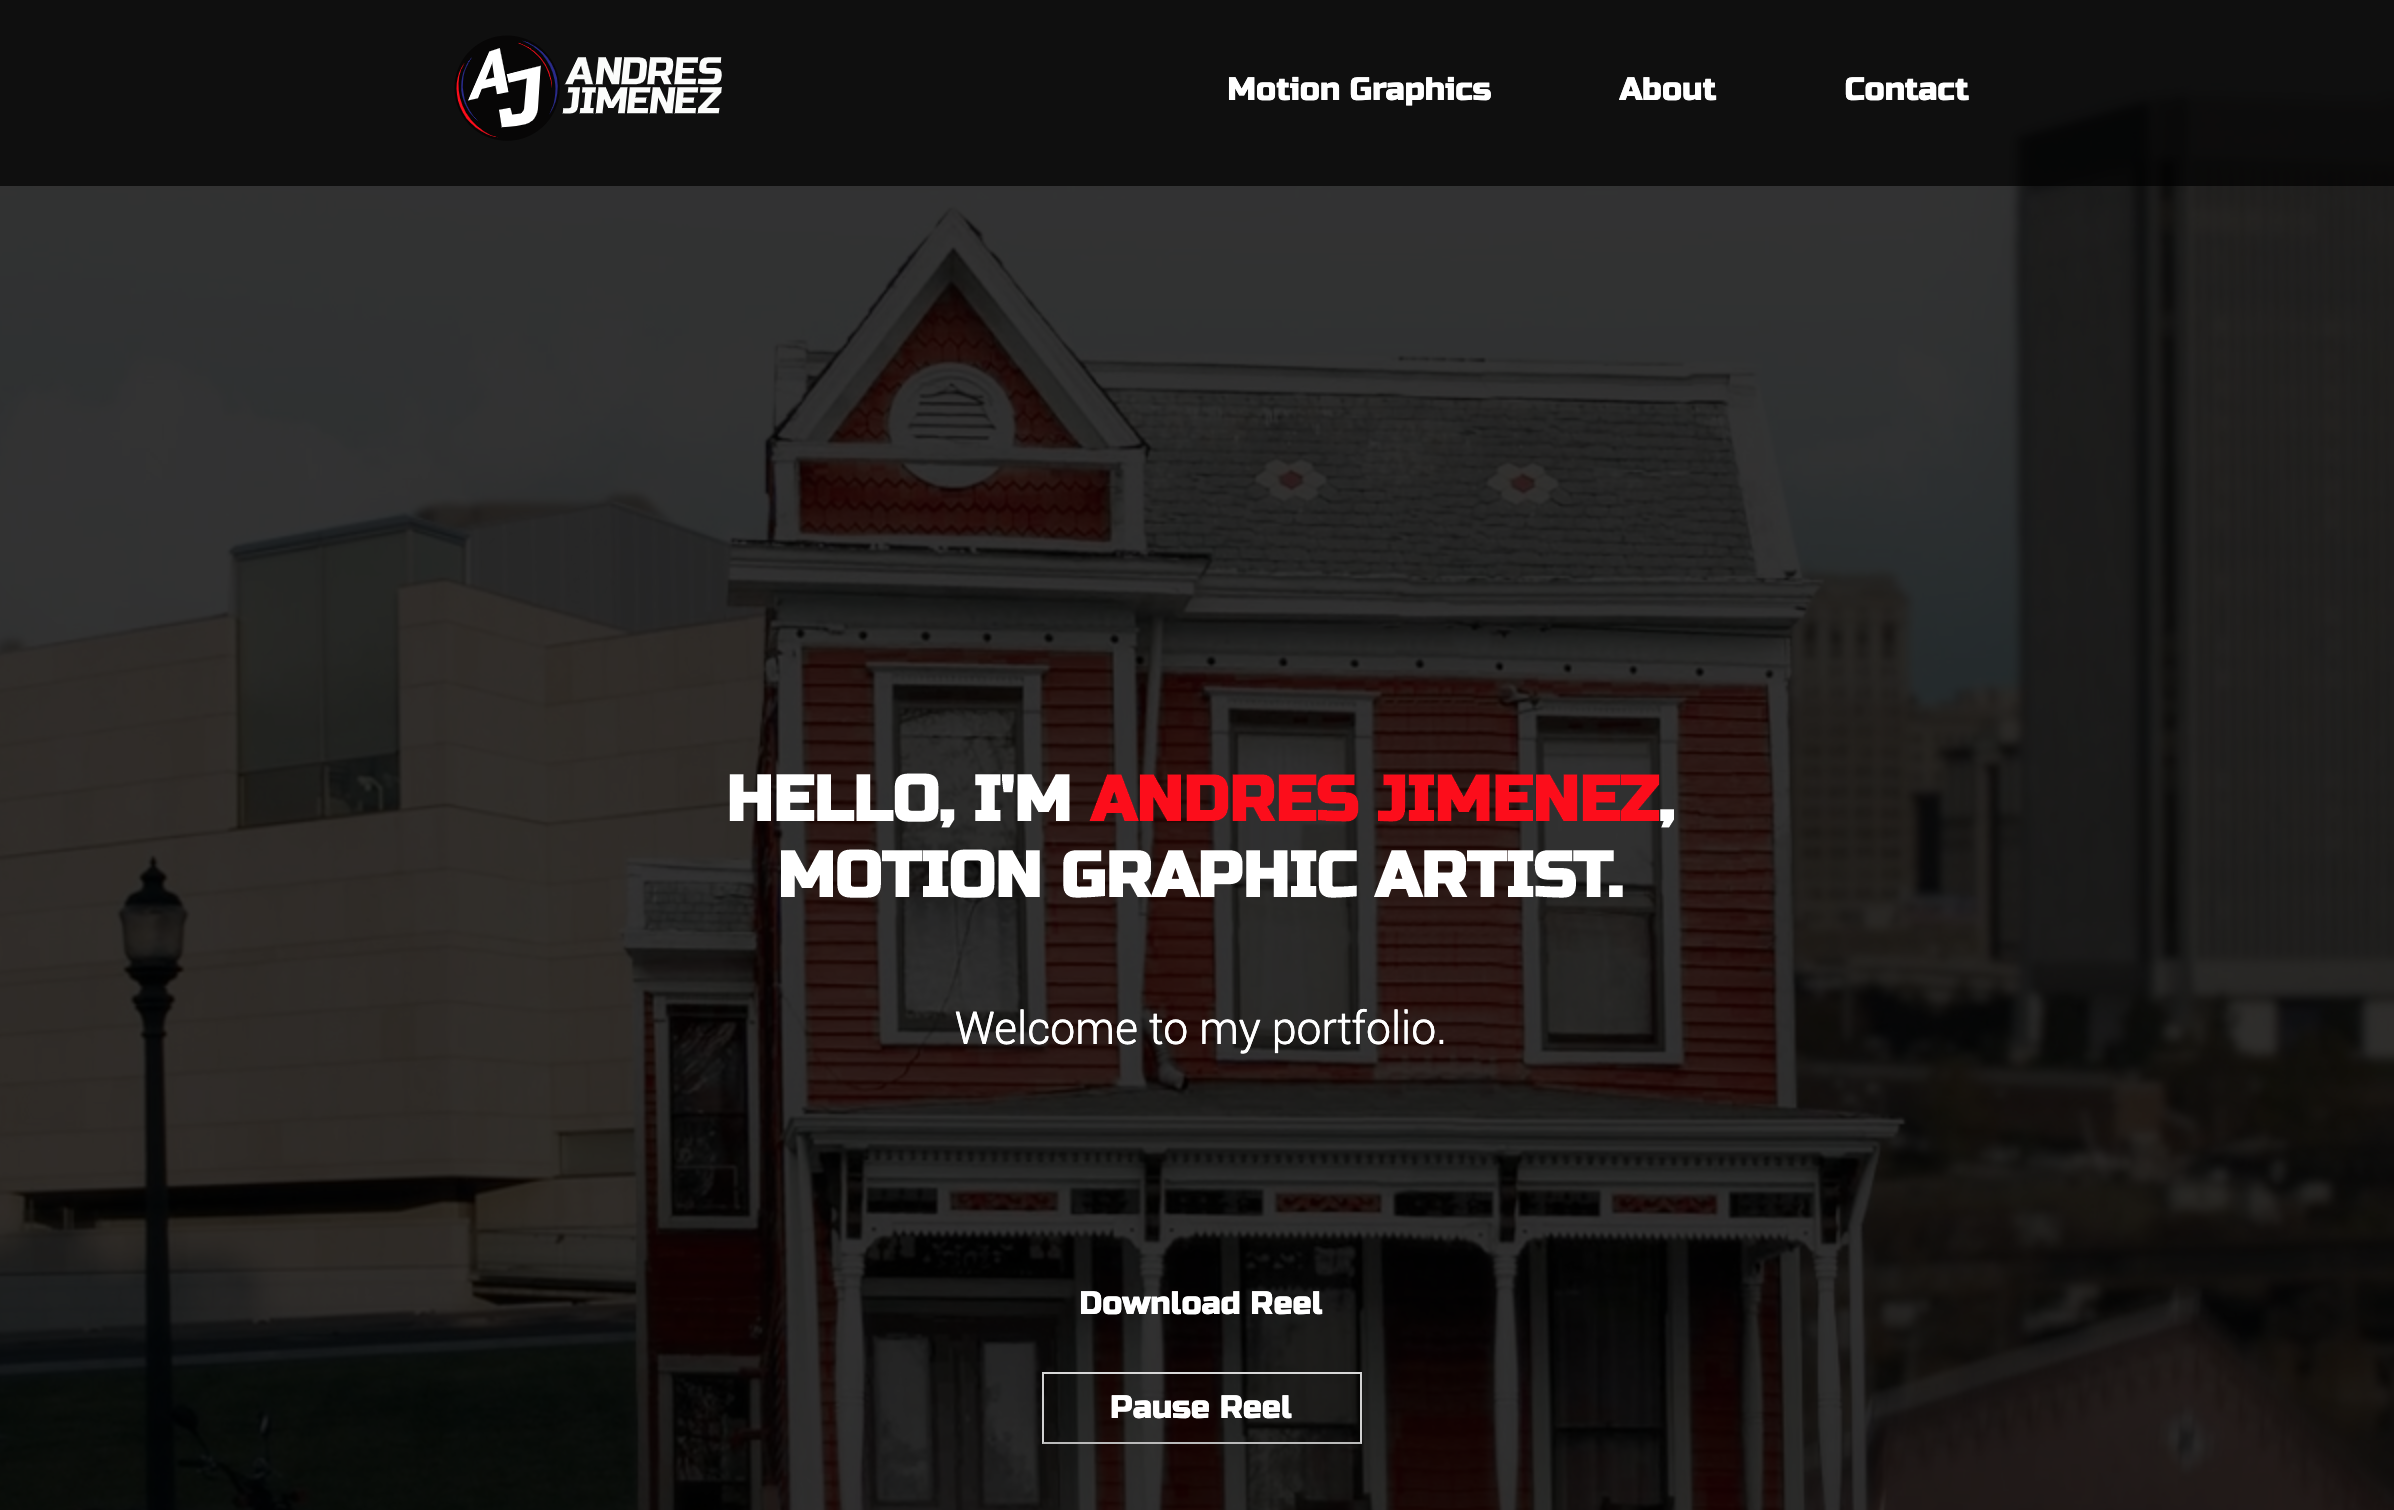 AJ
ANDRES
JIMENEZ
Motion Graphics
About
Contact
HELLO, I'M ANDRES JIMENEZ,
MOTION GRAPHIC ARTIST.
Welcome to my portfolio.
Download Reel
Pause Reel